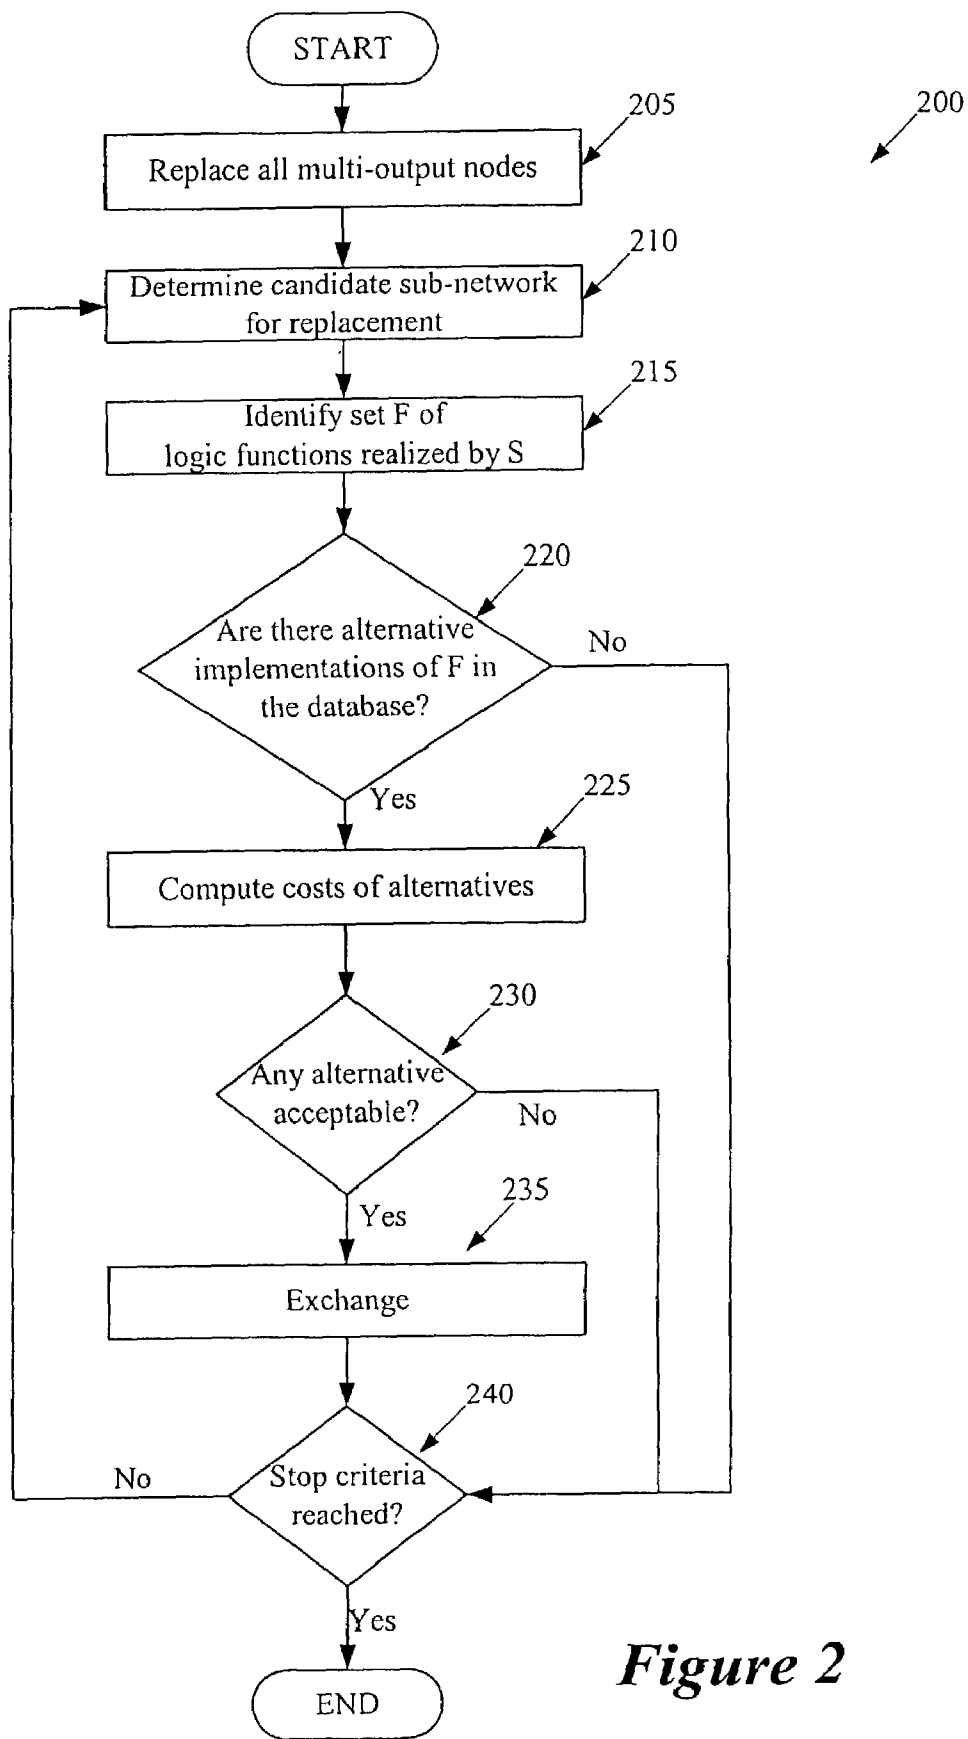 START
205
200
Replace all multi-output nodes
210
Determine candidate sub-network
for replacement
215
Identify set F of
logic functions realized by S
220
Are there alternative
implementations of F in
the database?
No
Yes
225
Compute costs of alternatives
230
Any alternative
acceptable?
No
Yes
235
Exchange
240
Stop criteria
reached?
No
Yes
END
Figure 2